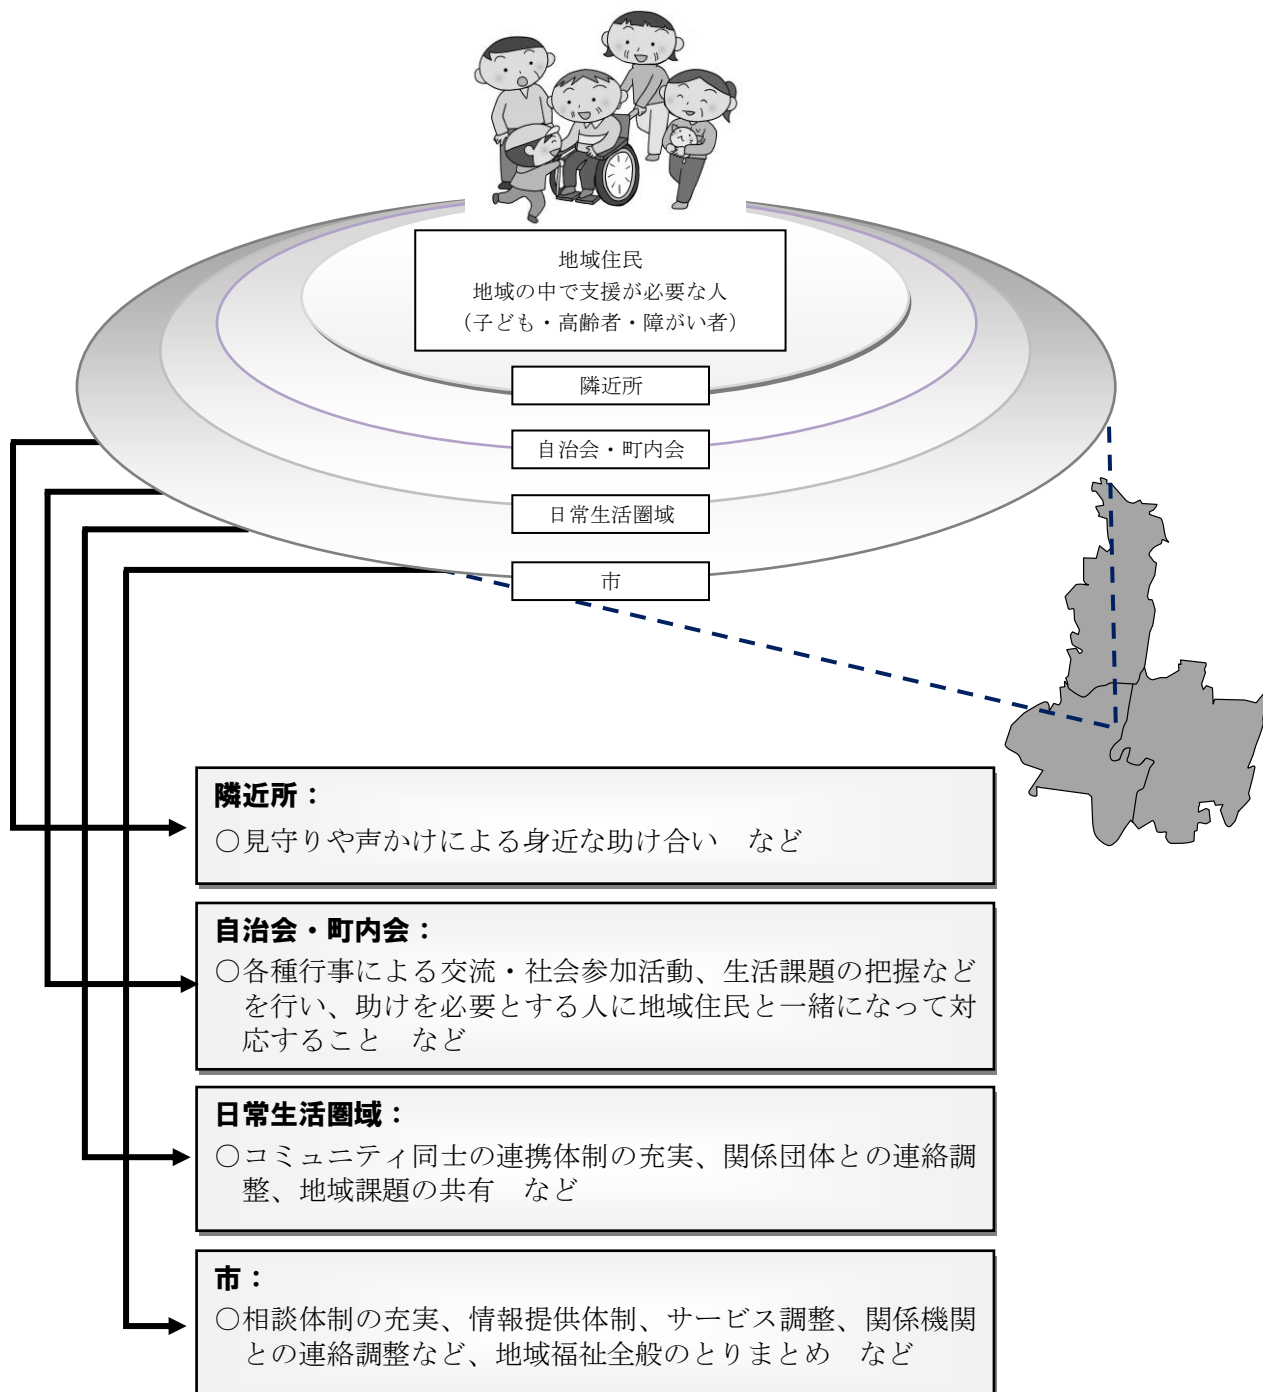 地域住民
地域の中で支援が必要な人
（子ども・高齢者・障がい者）
隣近所
自治会・町内会
日常生活圏域
市
隣近所：
○見守りや声かけによる身近な助け合い　など
自治会・町内会：
○各種行事による交流・社会参加活動、生活課題の把握など
を行い、助けを必要とする人に地域住民と一緒になって対
応すること　など
日常生活圏域：
○コミュニティ同士の連携体制の充実、関係団体との連絡調
整、地域課題の共有　など
市：
○相談体制の充実、情報提供体制、サービス調整、関係機関
との連絡調整など、地域福祉全般のとりまとめ　など